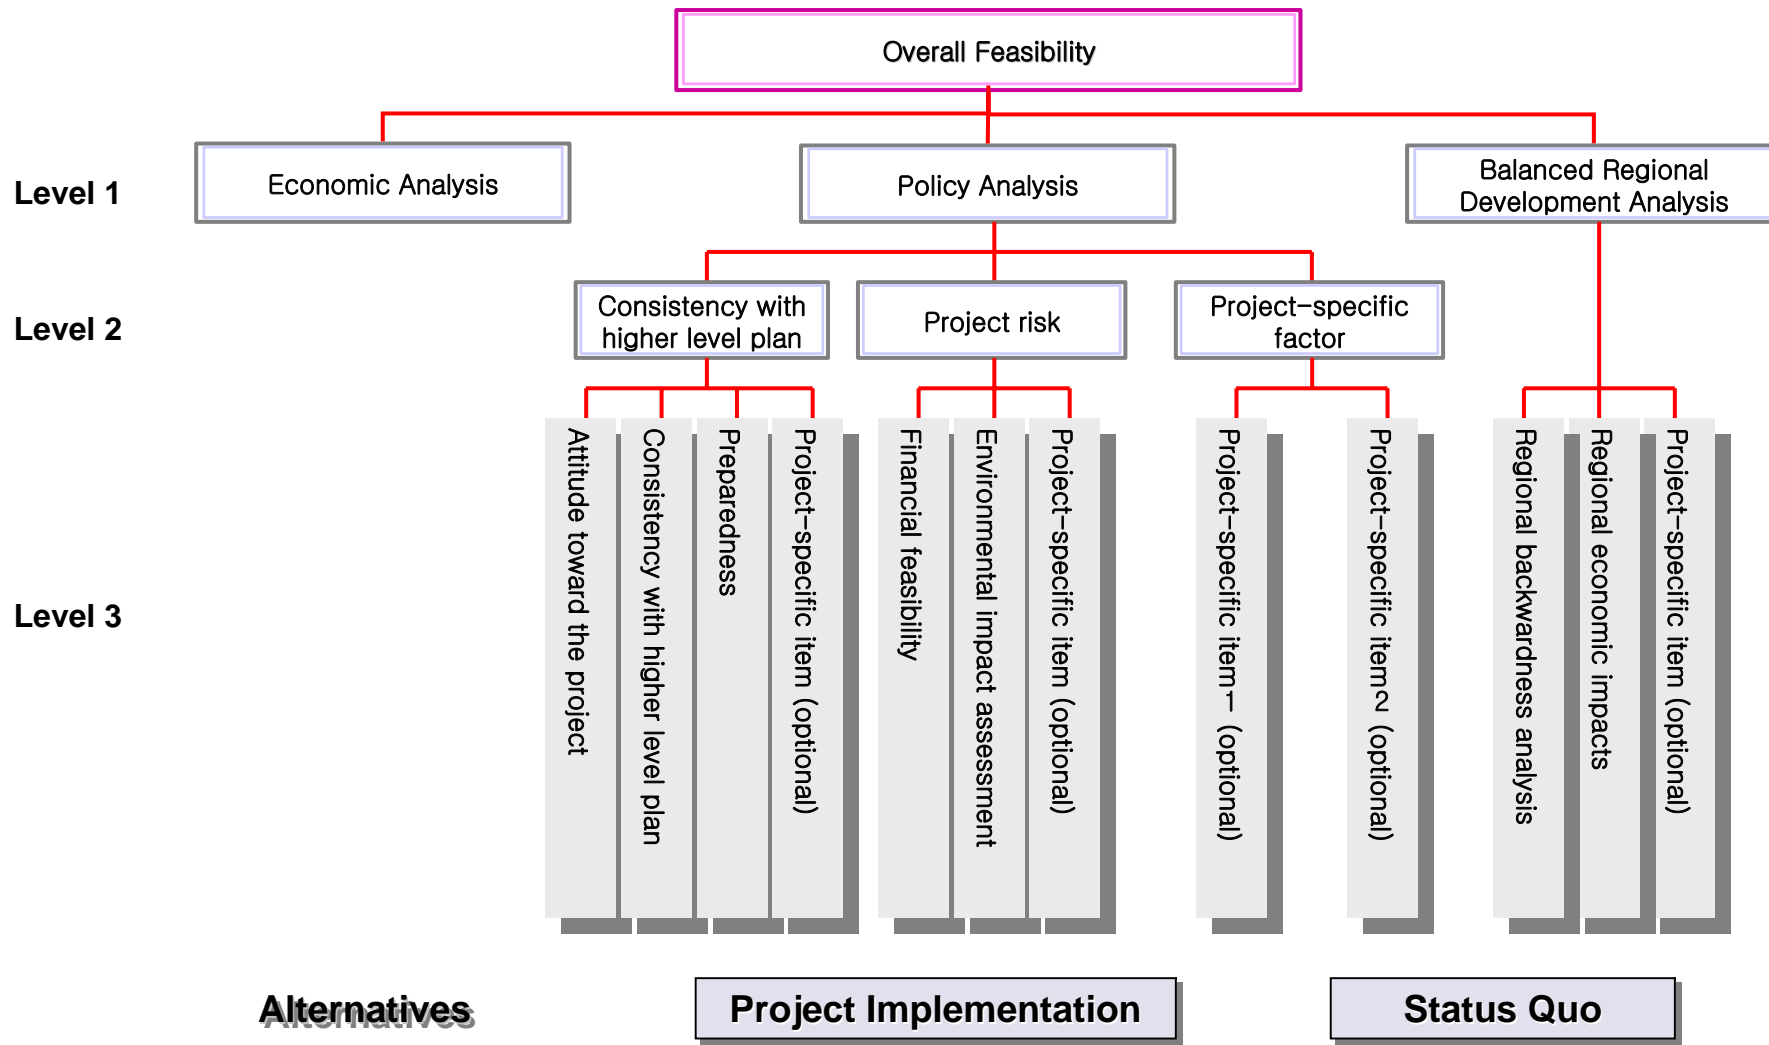 Overall Feasibility
Level 1
Economic Analysis
Policy Analysis
Balanced Regional
Development Analysis
Level 2
Consistency with
higher level plan
Project risk
Project-specific
factor
Level 3
Attitude toward the project
Consistency with higher level plan
Preparedness
Project-specific item (optional)
Financial feasibility
Environmental impact assessment
Project-specific item (optional)
Project-specific item1 (optional)
Project-specific item2 (optional)
Regional backwardness analysis
Regional economic impacts
Project-specific item (optional)
Alternatives
Project Implementation
Status Quo